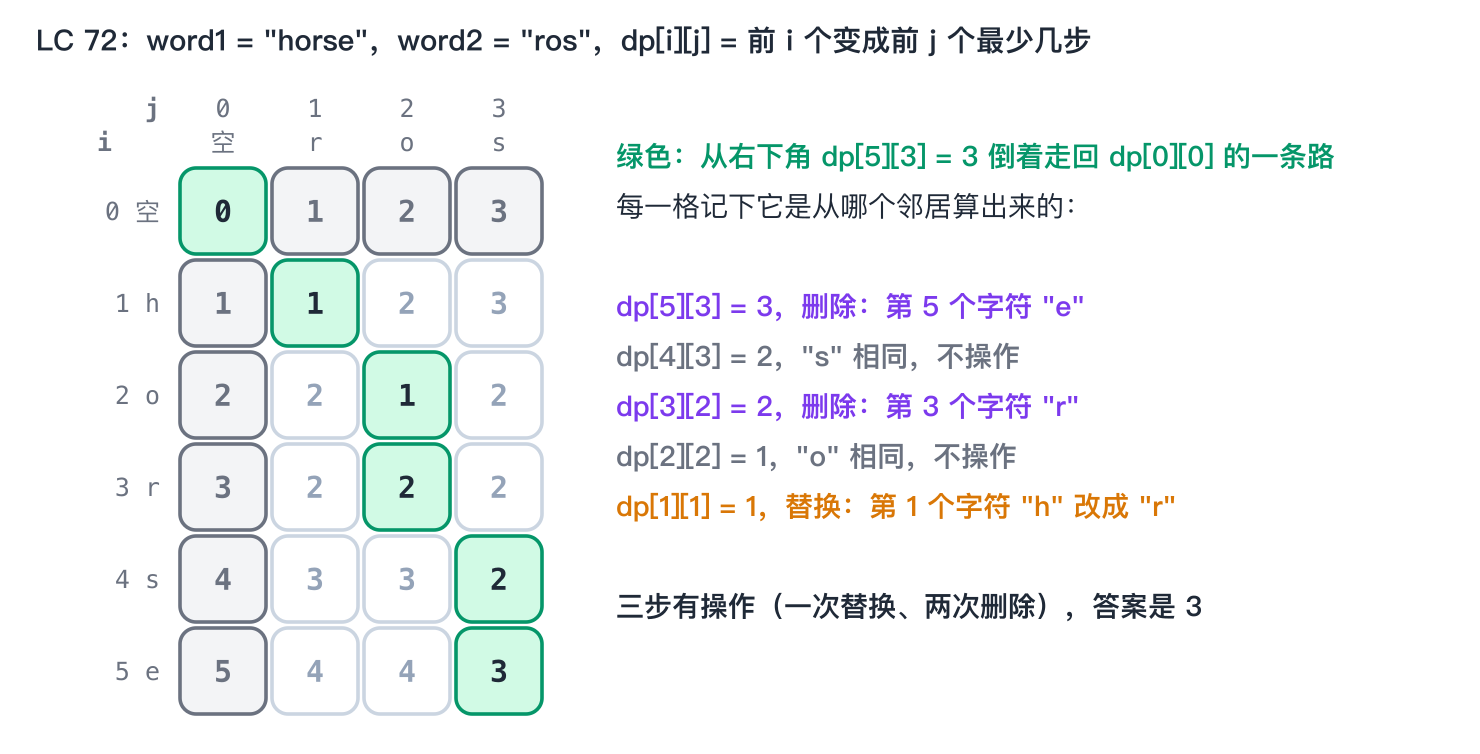 LC 72：word1 = "horse"，word2 = "ros"，dp[i][j] = 前 i 个变成前 j 个最少几步
j 0 1 2 3
i 空 r o s
0 空 0 1 2 3
1 h 1 1 2 3
2 o 2 2 1 2
3 r 3 2 2 2
4 s 4 3 3 2
5 e 5 4 4 3
绿色：从右下角 dp[5][3] = 3 倒着走回 dp[0][0] 的一条路
每一格记下它是从哪个邻居算出来的：
dp[5][3] = 3，删除：第 5 个字符 "e"
dp[4][3] = 2，"s" 相同，不操作
dp[3][2] = 2，删除：第 3 个字符 "r"
dp[2][2] = 1，"o" 相同，不操作
dp[1][1] = 1，替换：第 1 个字符 "h" 改成 "r"
三步有操作（一次替换、两次删除），答案是 3